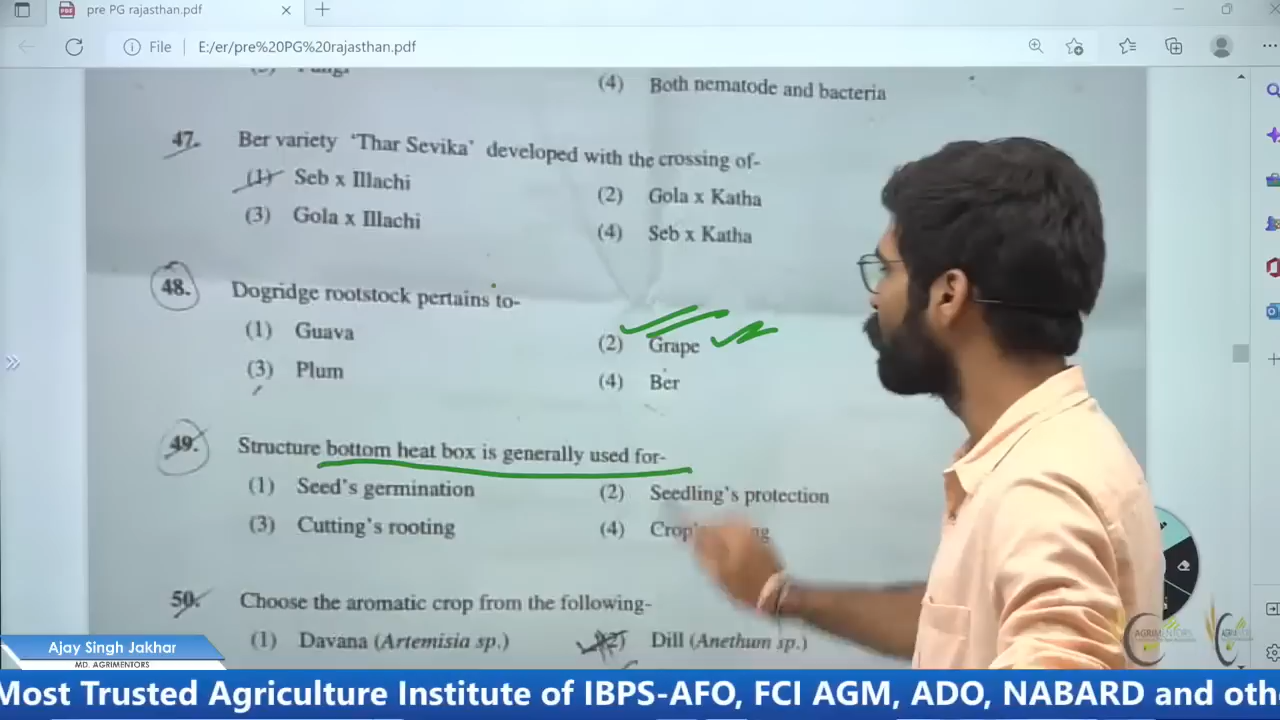 pre PG rajasthan.pdf
File
E:/er/pre%20PG%20rajasthan.pdf
(4) Both nematode and bacteria
47. Ber variety ‘Thar Sevika’ developed with the crossing of-
(1) Seb x Illachi
(2) Gola x Katha
(3) Gola x Illachi
(4) Seb x Katha
48. Dogridge rootstock pertains to-
(1) Guava
(2) Grape
(3) Plum
(4) Ber
49. Structure bottom heat box is generally used for-
(1) Seed's germination
(2) Seedling's protection
(3) Cutting's rooting
(4)
50. Choose the aromatic crop from the following-
(1) Davana (Artemisia sp.)
(2) Dill (Anethum sp.)
Ajay Singh Jakhar
MD. AGRIMENTORS
AGRIMENTORS
Most Trusted Agriculture Institute of IBPS-AFO, FCI AGM, ADO, NABARD and oth